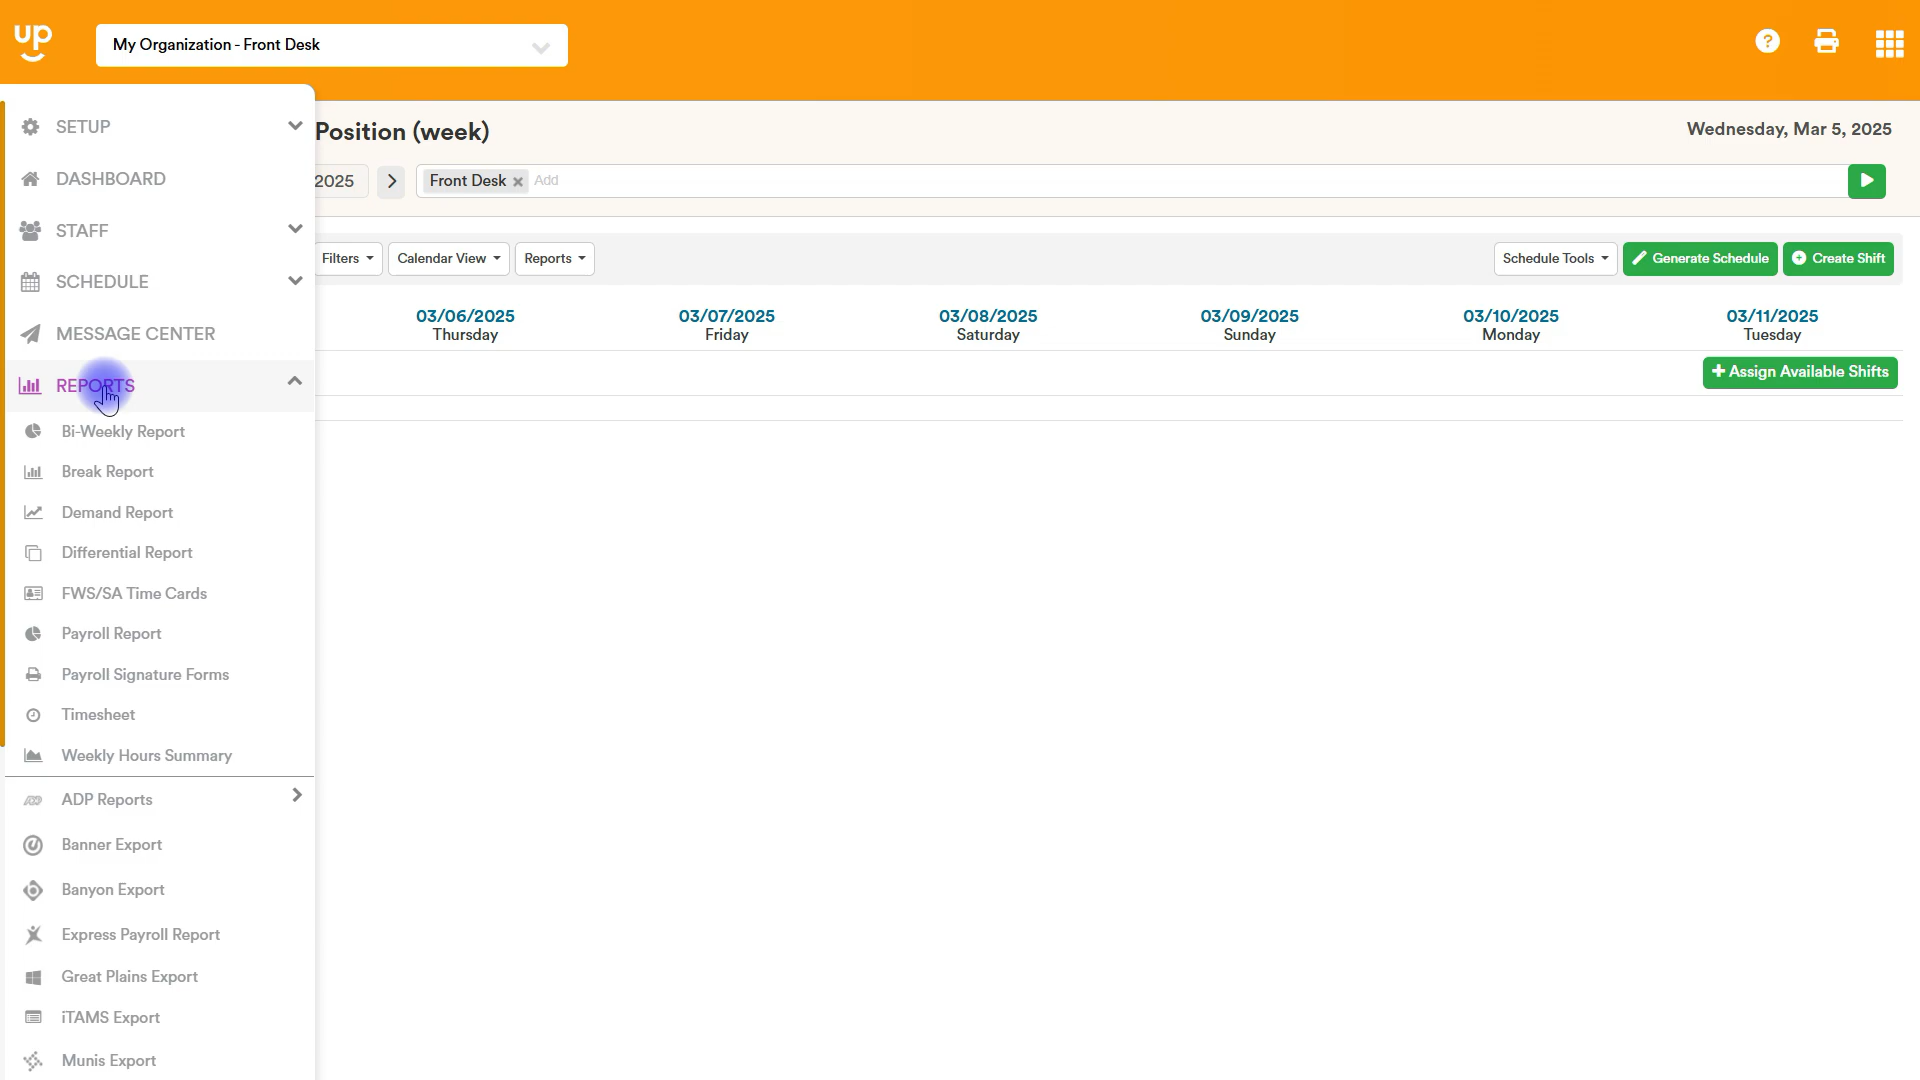 up
My Organization - Front Desk
?
SETUP
DASHBOARD
STAFF
SCHEDULE
MESSAGE CENTER
REPORTS
Bi-Weekly Report
Break Report
Demand Report
Differential Report
FWS/SA Time Cards
Payroll Report
Payroll Signature Forms
Timesheet
Weekly Hours Summary
ADP Reports
Banner Export
Banyon Export
Express Payroll Report
Great Plains Export
iTAMS Export
Munis Export
Position (week)
Wednesday, Mar 5, 2025
2025
Front Desk × Add
Filters
Calendar View
Reports
Schedule Tools
Generate Schedule
Create Shift
03/06/2025
Thursday
03/07/2025
Friday
03/08/2025
Saturday
03/09/2025
Sunday
03/10/2025
Monday
03/11/2025
Tuesday
+ Assign Available Shifts